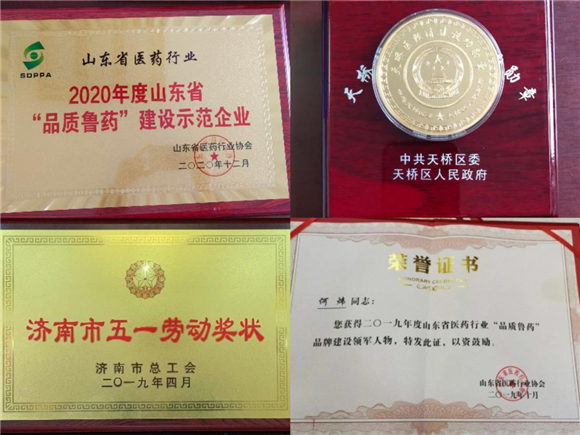 SDPPA
山东省医药行业
2020年度山东省
“品质鲁药”建设示范企业
山东省医药行业协会
二〇二〇年十二月
天桥
勋章
中共天桥区委
天桥区人民政府
济南市五一劳动奖状
济南市总工会
二〇一九年四月
荣誉证书
HONORARY CREDENTIAL
何炜同志：
您获得二〇一九年度山东省医药行业“品质鲁药”
品牌建设领军人物，特发此证，以资鼓励。
山东省医药行业协会
二〇一九年十月